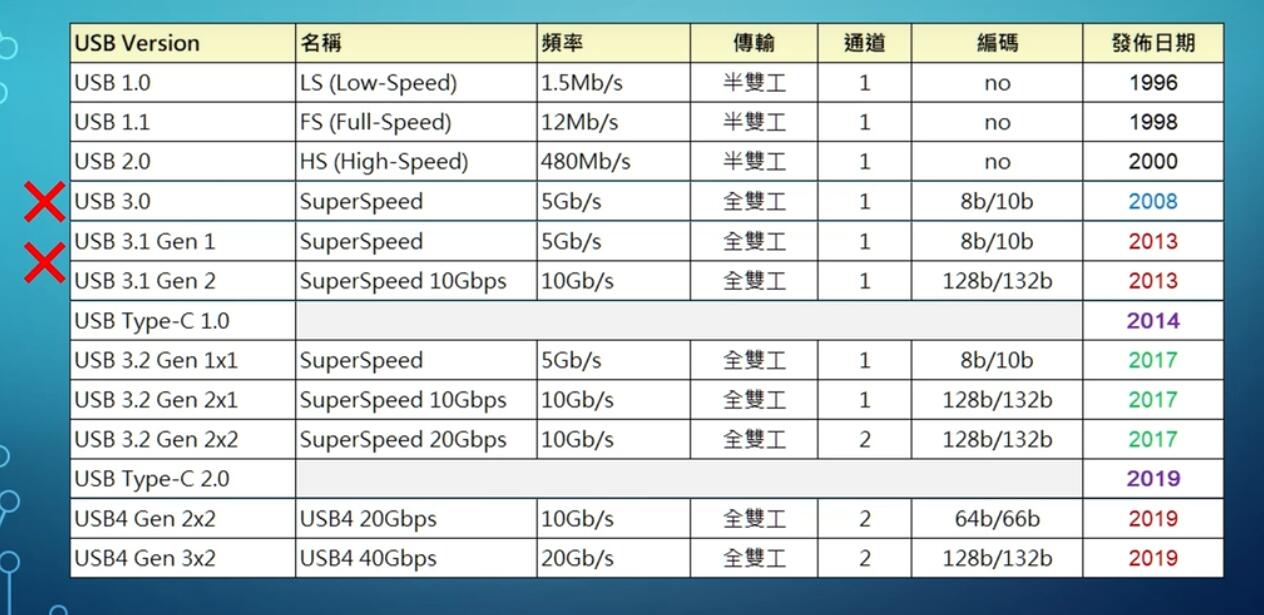 USB Version 名稱 頻率 傳輸 通道 編碼 發佈日期
USB 1.0 LS (Low-Speed) 1.5Mb/s 半雙工 1 no 1996
USB 1.1 FS (Full-Speed) 12Mb/s 半雙工 1 no 1998
USB 2.0 HS (High-Speed) 480Mb/s 半雙工 1 no 2000
USB 3.0 SuperSpeed 5Gb/s 全雙工 1 8b/10b 2008
USB 3.1 Gen 1 SuperSpeed 5Gb/s 全雙工 1 8b/10b 2013
USB 3.1 Gen 2 SuperSpeed 10Gbps 10Gb/s 全雙工 1 128b/132b 2013
USB Type-C 1.0 2014
USB 3.2 Gen 1x1 SuperSpeed 5Gb/s 全雙工 1 8b/10b 2017
USB 3.2 Gen 2x1 SuperSpeed 10Gbps 10Gb/s 全雙工 1 128b/132b 2017
USB 3.2 Gen 2x2 SuperSpeed 20Gbps 10Gb/s 全雙工 2 128b/132b 2017
USB Type-C 2.0 2019
USB4 Gen 2x2 USB4 20Gbps 10Gb/s 全雙工 2 64b/66b 2019
USB4 Gen 3x2 USB4 40Gbps 20Gb/s 全雙工 2 128b/132b 2019